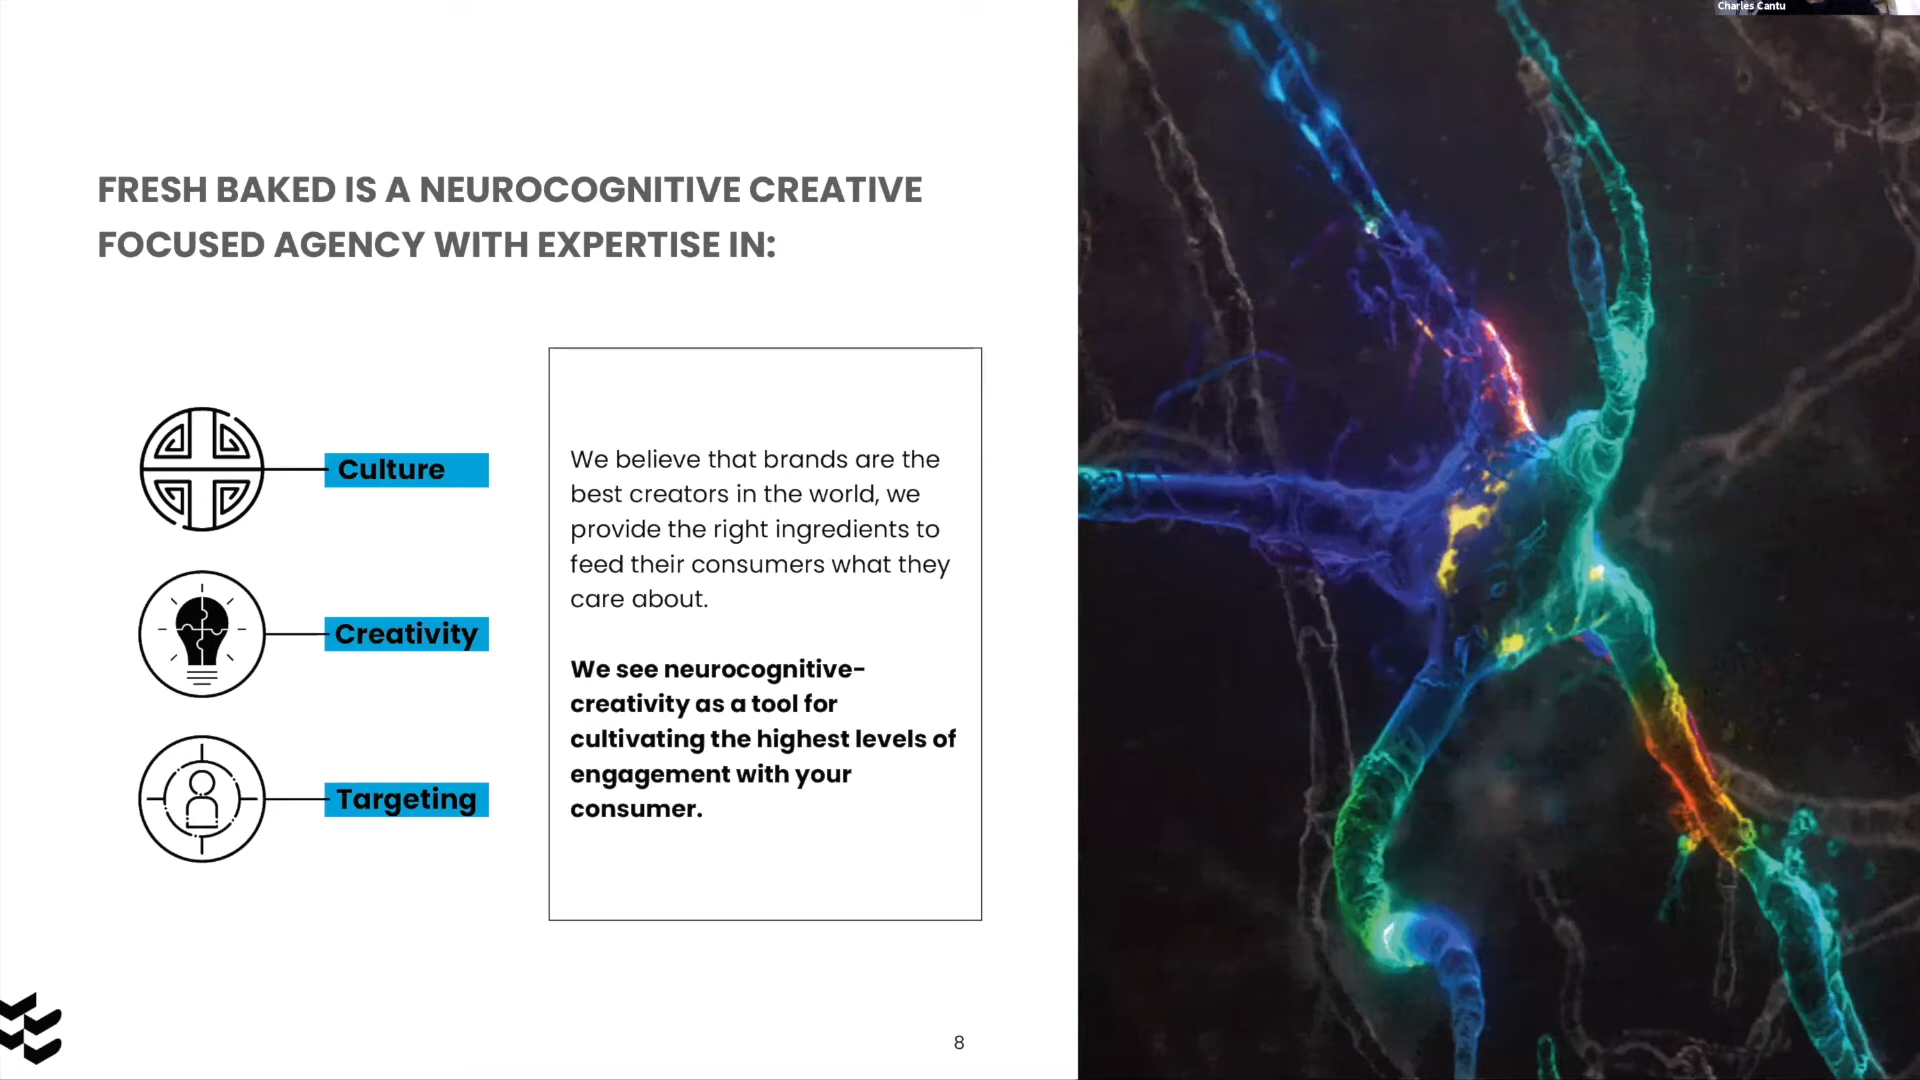 Charles Cantu
FRESH BAKED IS A NEUROCOGNITIVE CREATIVE
FOCUSED AGENCY WITH EXPERTISE IN:
Culture
Creativity
Targeting
We believe that brands are the
best creators in the world, we
provide the right ingredients to
feed their consumers what they
care about.
We see neurocognitive-
creativity as a tool for
cultivating the highest levels of
engagement with your
consumer.
8